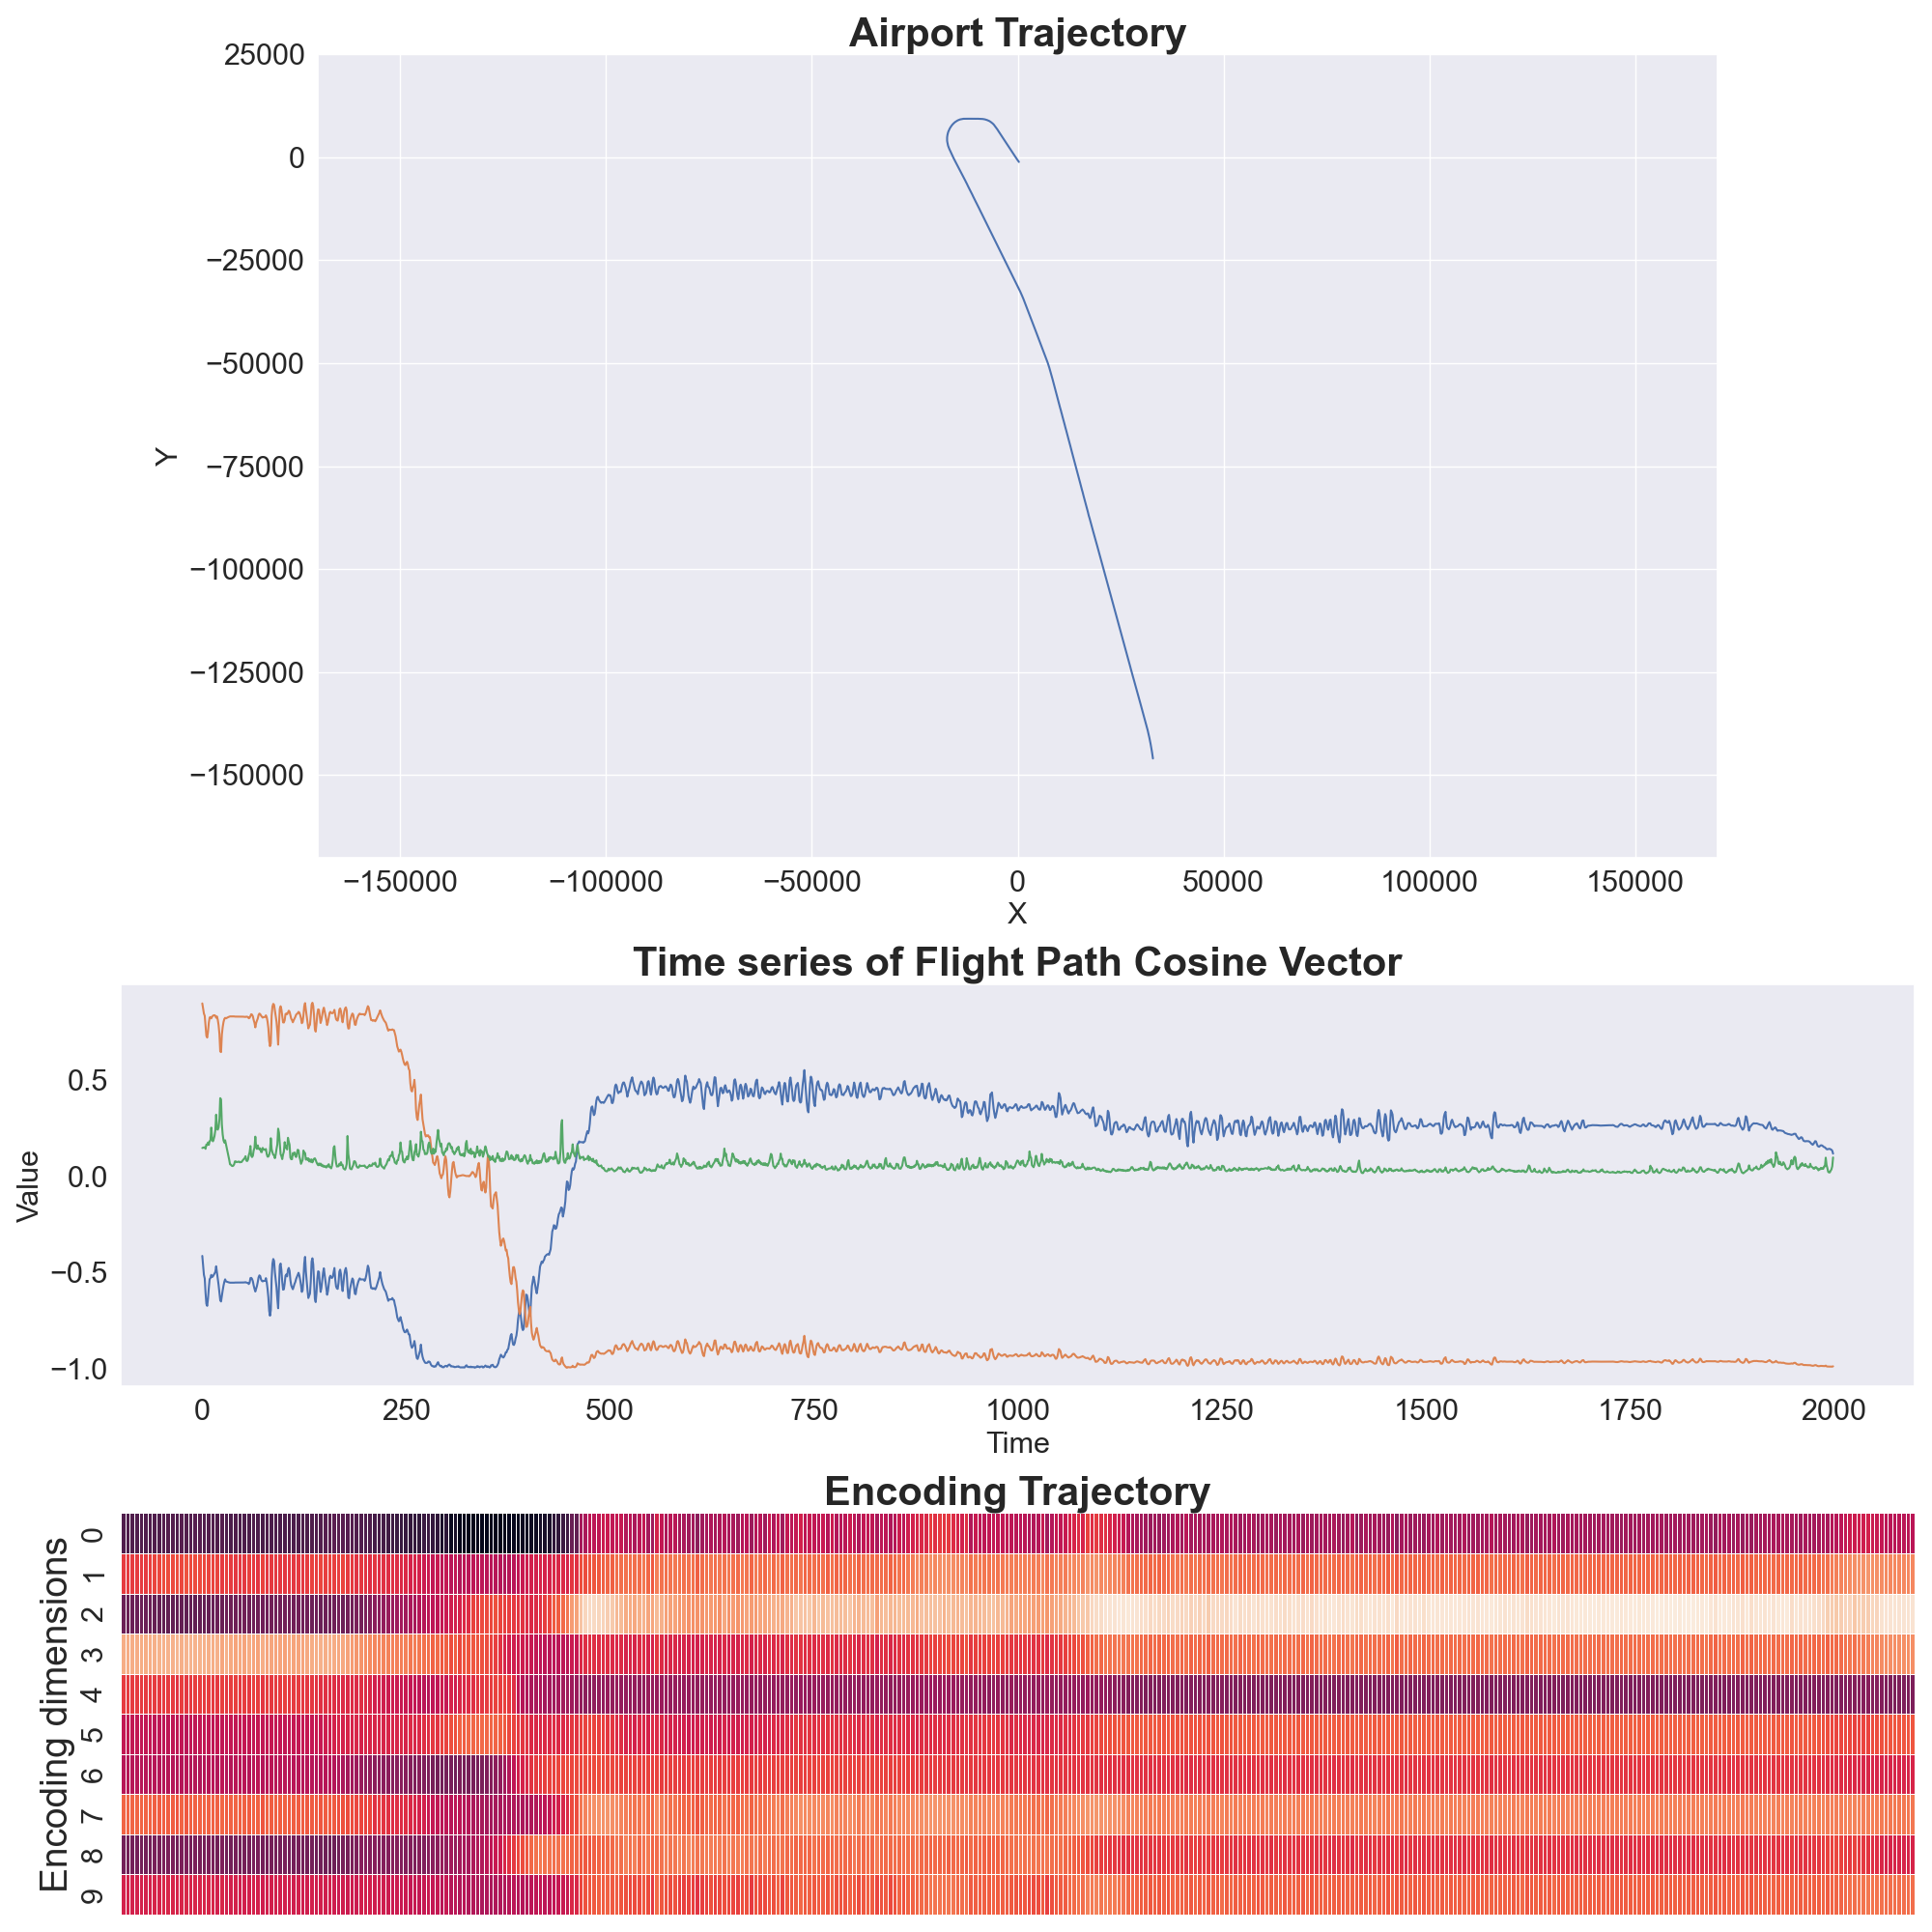 Airport Trajectory
25000
0
−25000
−50000
−75000
−100000
−125000
−150000
Y
−150000 −100000 −50000 0 50000 100000 150000
X
Time series of Flight Path Cosine Vector
0.5
0.0
−0.5
−1.0
Value
0 250 500 750 1000 1250 1500 1750 2000
Time
Encoding Trajectory
Encoding dimensions
0
1
2
3
4
5
6
7
8
9